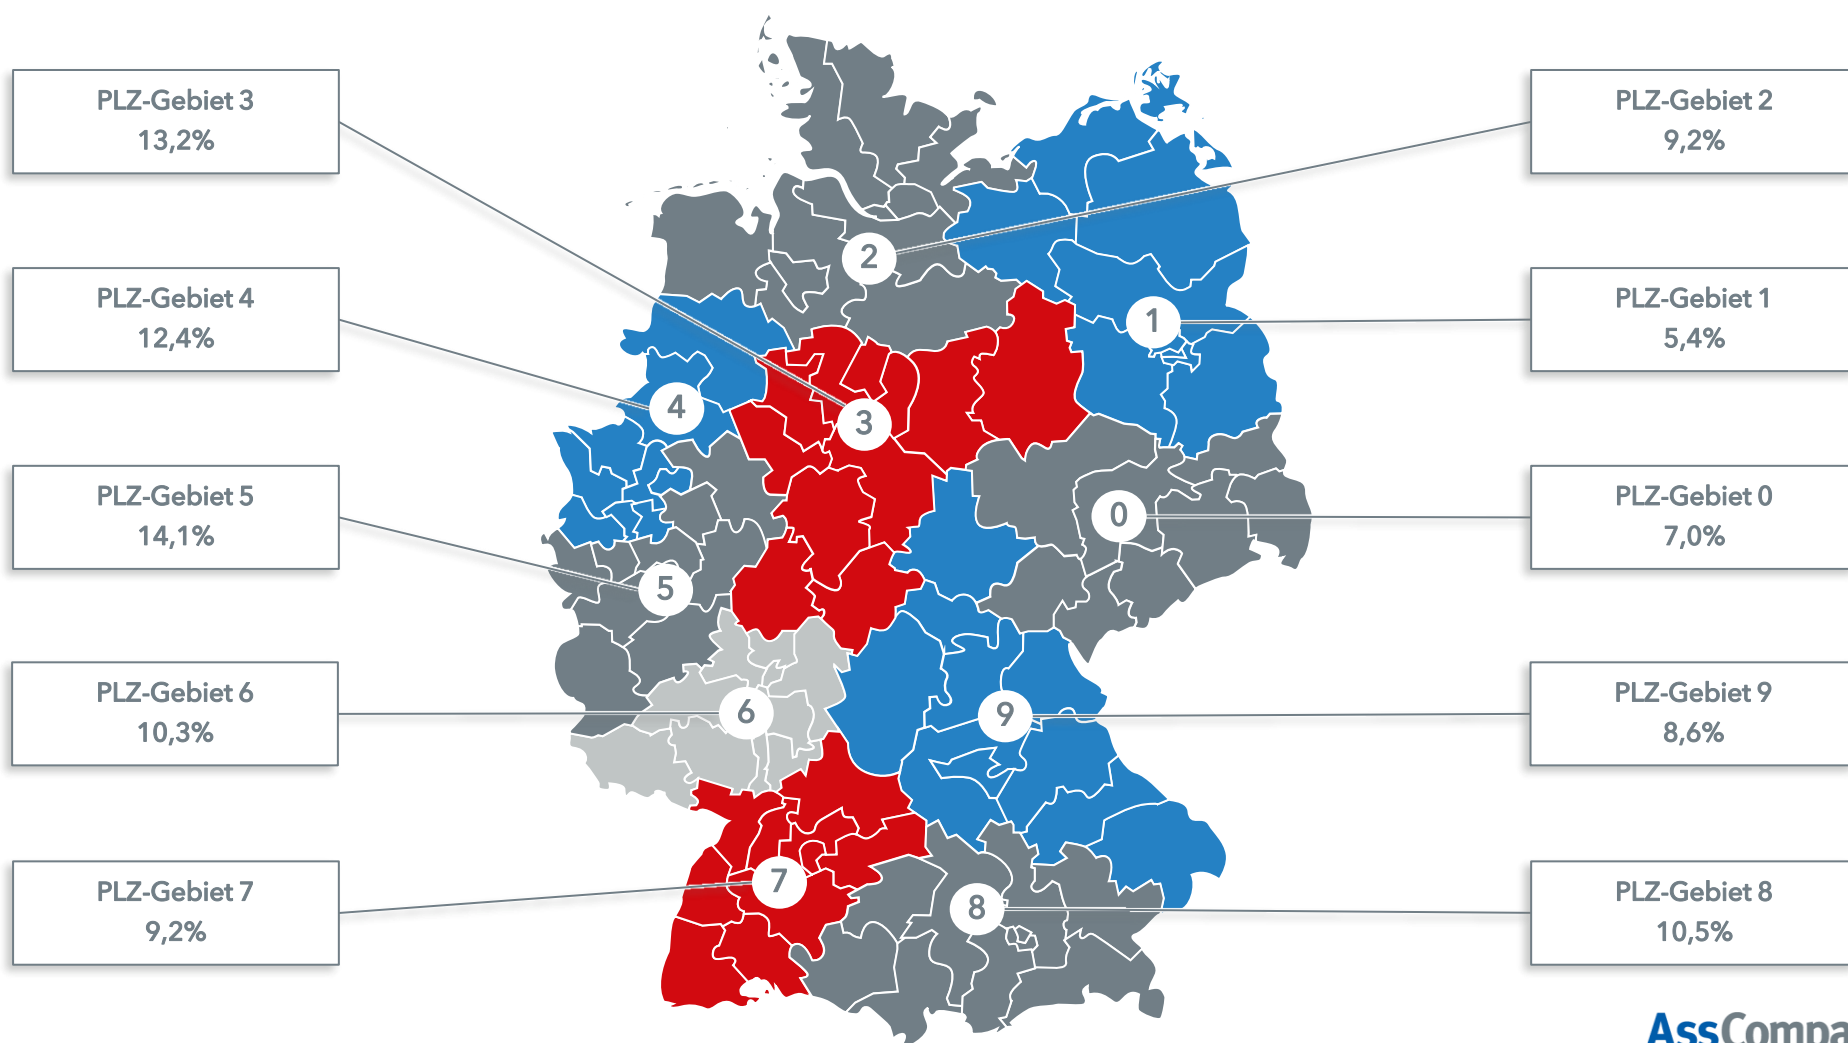 PLZ-Gebiet 3
13,2%
PLZ-Gebiet 4
12,4%
PLZ-Gebiet 5
14,1%
PLZ-Gebiet 6
10,3%
PLZ-Gebiet 7
9,2%
2
1
3
4
0
5
6
9
7
8
PLZ-Gebiet 2
9,2%
PLZ-Gebiet 1
5,4%
PLZ-Gebiet 0
7,0%
PLZ-Gebiet 9
8,6%
PLZ-Gebiet 8
10,5%
AssCompa